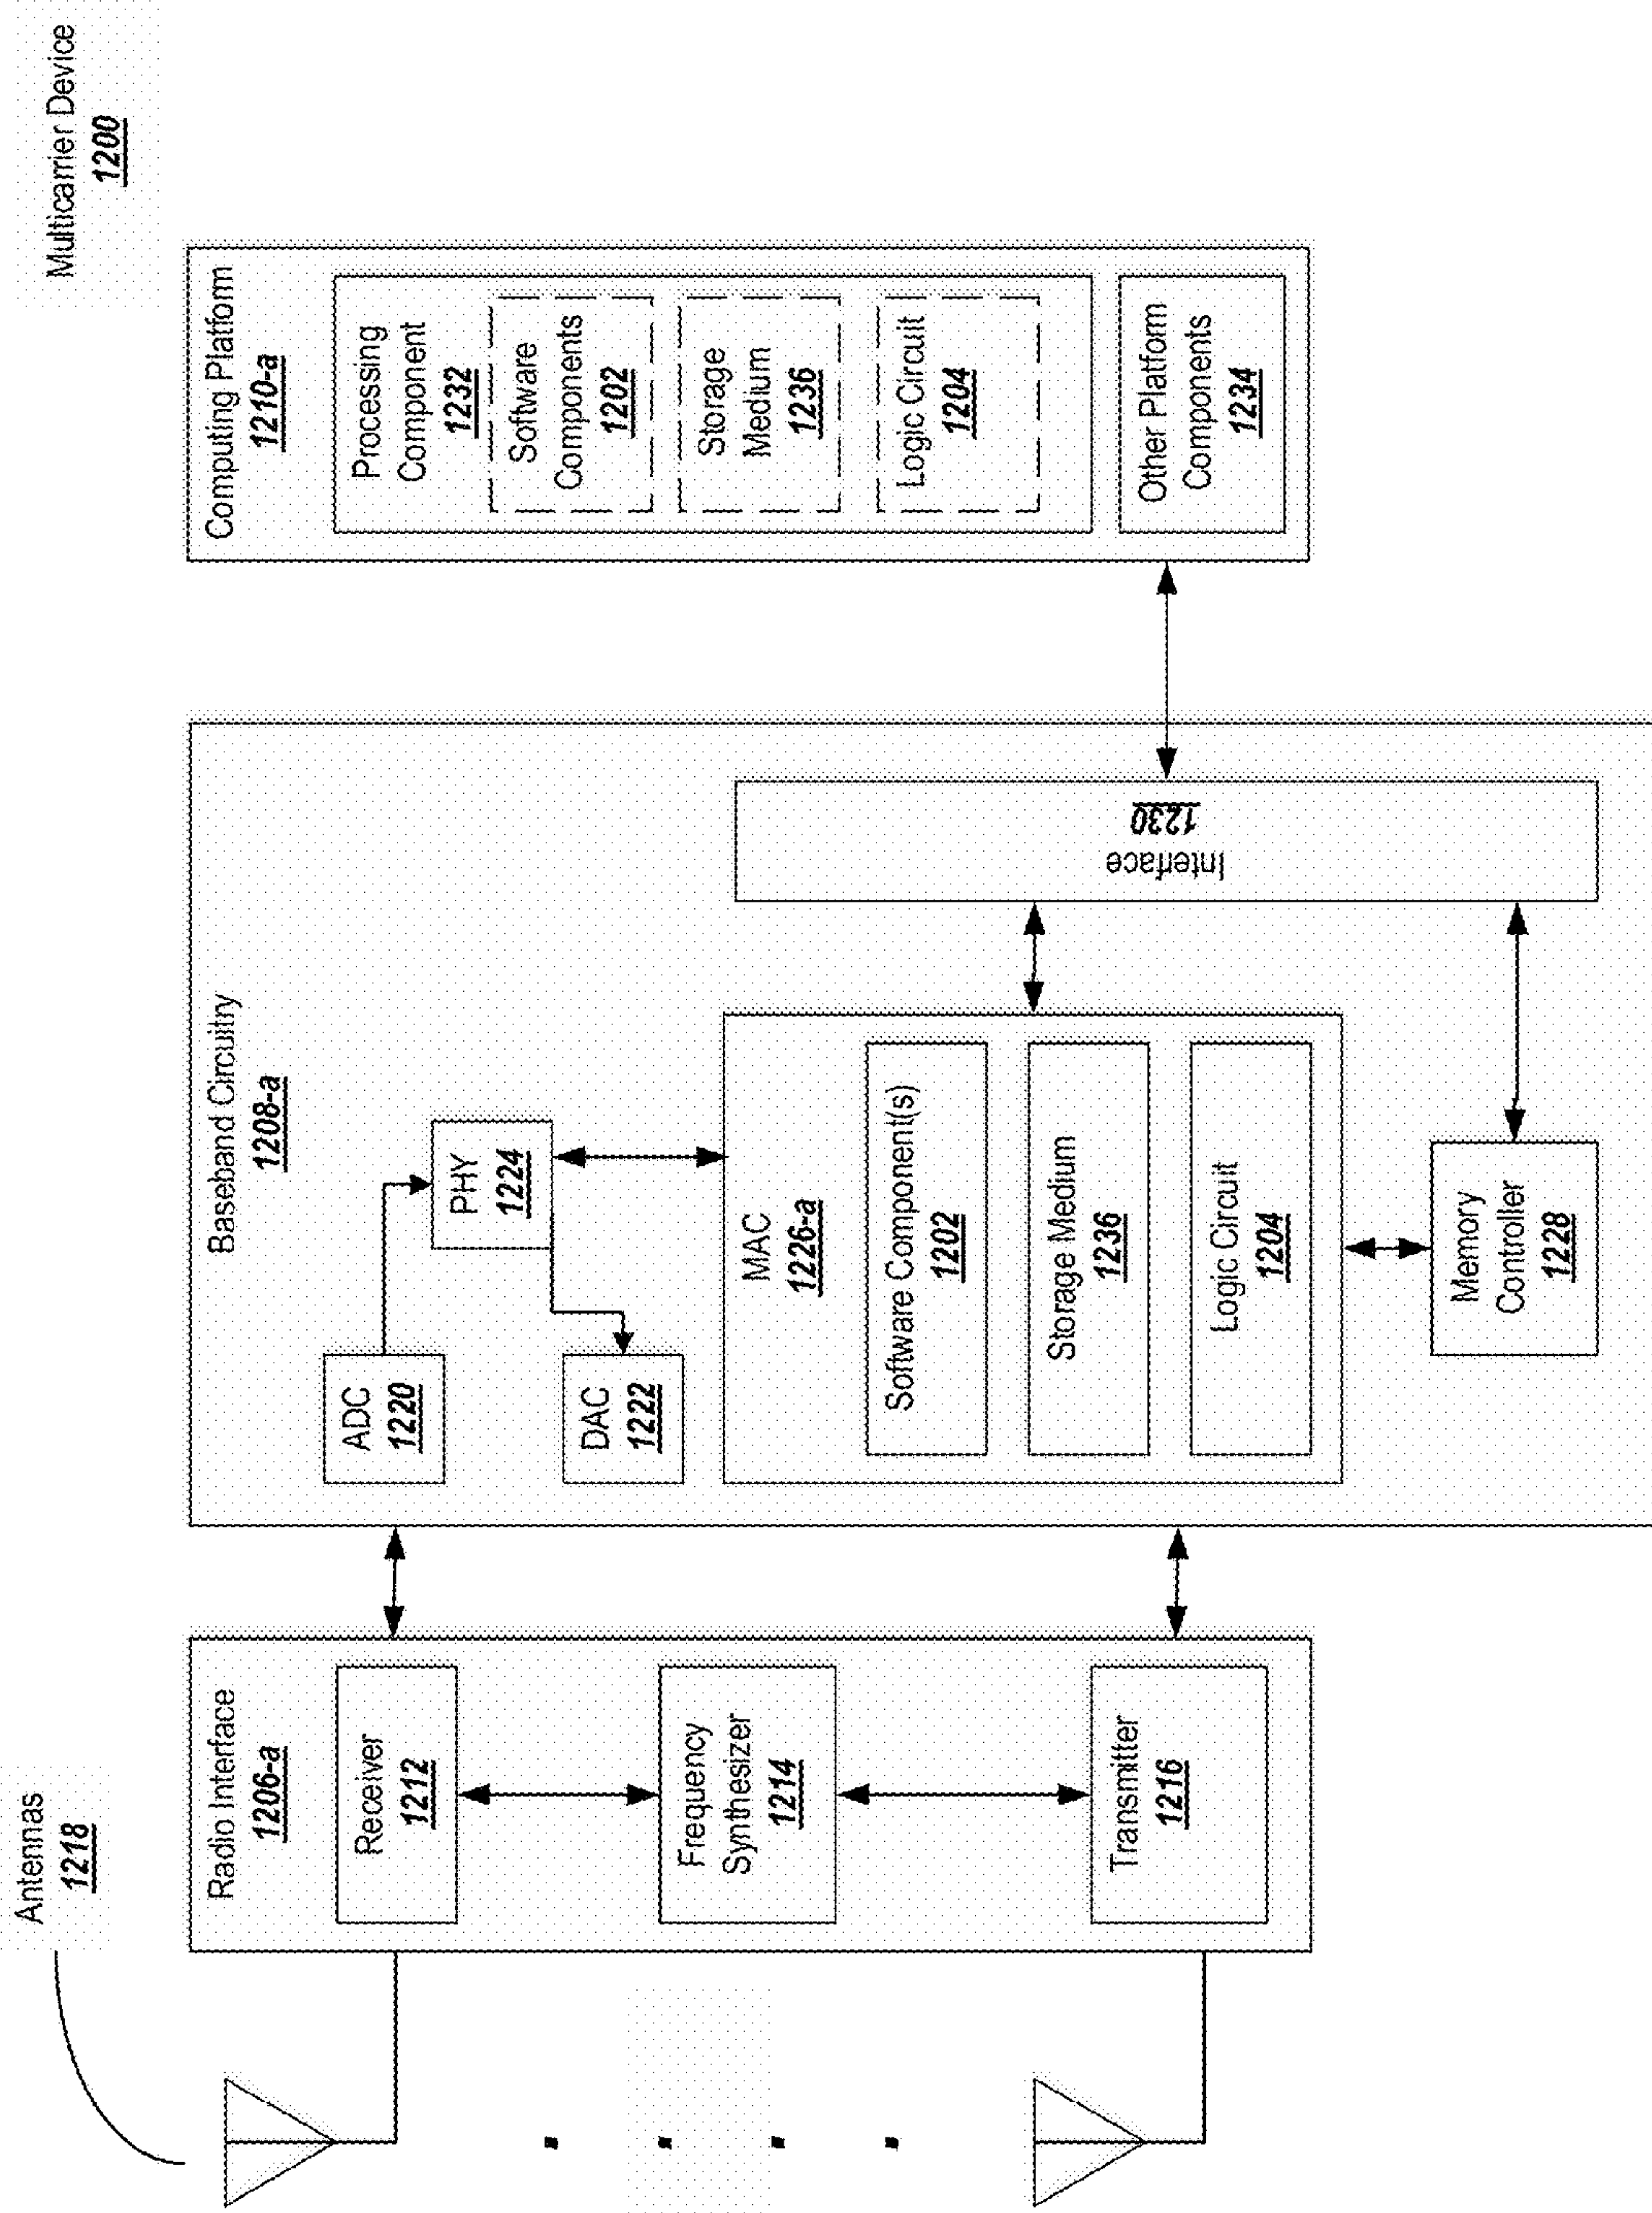 Multicarrier Device
1200
Antennas
1218
Radio Interface
1206-a
Receiver
1212
Frequency
Synthesizer
1214
Transmitter
1216
Baseband Circuitry
1208-a
ADC
1220
PHY
1224
DAC
1222
MAC
1226-a
Software Component(s)
1202
Storage Medium
1236
Logic Circuit
1204
Memory
Controller
1228
Interface
1230
Computing Platform
1210-a
Processing
Component
1232
Software
Components
1202
Storage
Medium
1236
Logic Circuit
1204
Other Platform
Components
1234